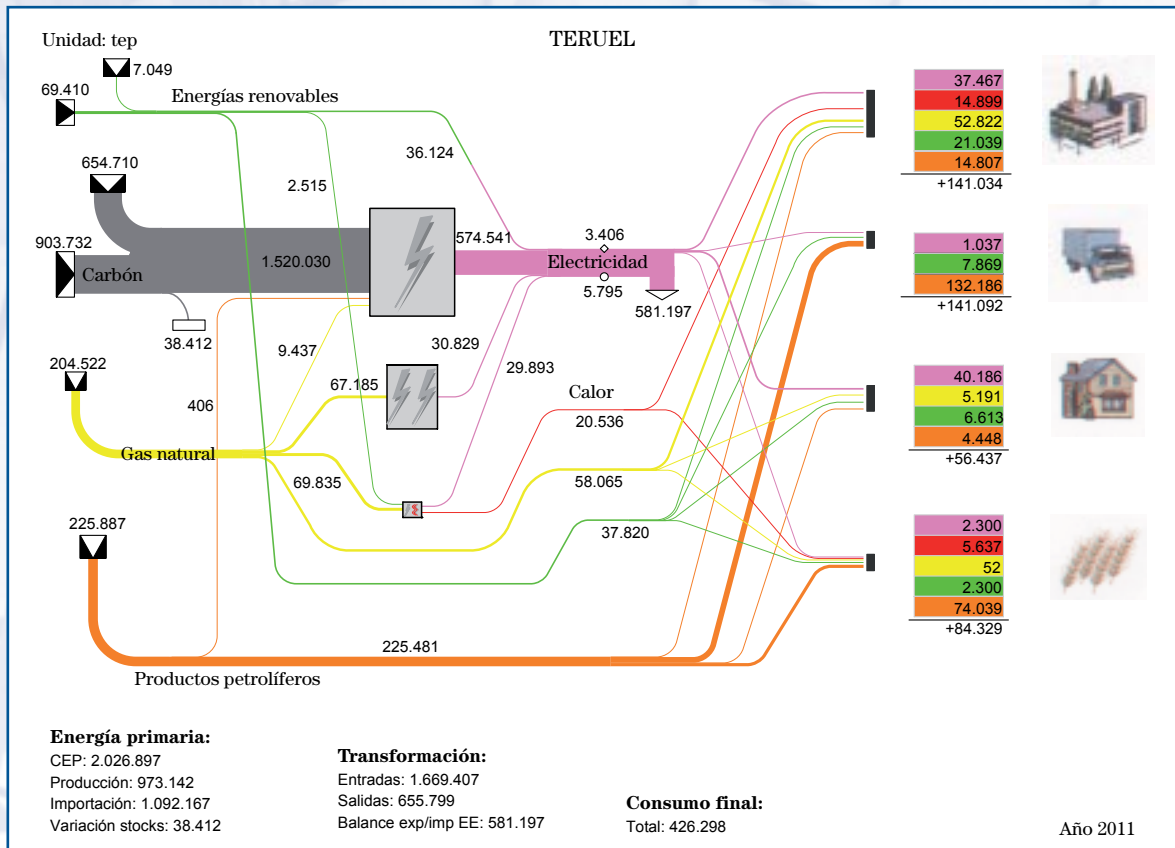 Unidad: tep
TERUEL
7.049
69.410
Energías renovables
36.124
2.515
654.710
903.732
Carbón
1.520.030
574.541
3.406
Electricidad
5.795
581.197
38.412
9.437
30.829
29.893
204.522
67.185
406
Calor
20.536
Gas natural
69.835
58.065
225.887
37.820
225.481
Productos petrolíferos
37.467
14.899
52.822
21.039
14.807
+141.034
1.037
7.869
132.186
+141.092
40.186
5.191
6.613
4.448
+56.437
2.300
5.637
52
2.300
74.039
+84.329
Energía primaria:
CEP: 2.026.897
Producción: 973.142
Importación: 1.092.167
Variación stocks: 38.412
Transformación:
Entradas: 1.669.407
Salidas: 655.799
Balance exp/imp EE: 581.197
Consumo final:
Total: 426.298
Año 2011